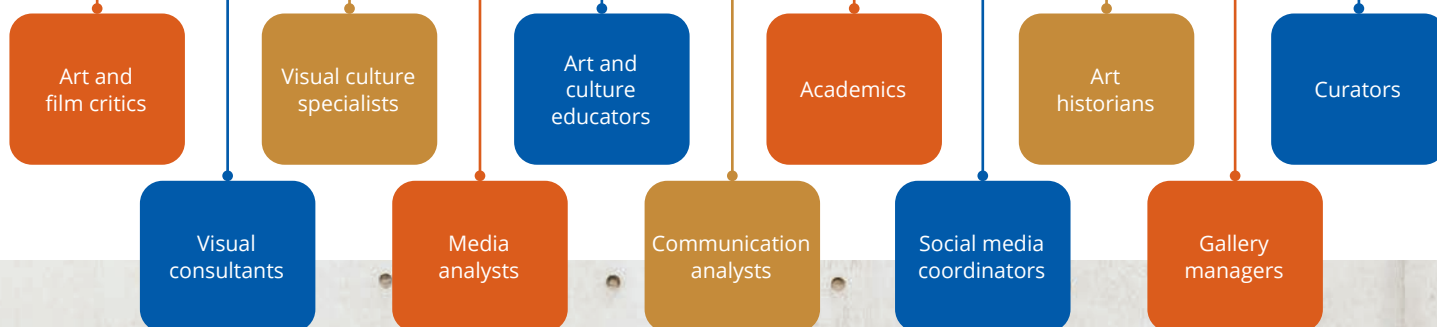 Art and
film critics
Visual culture
specialists
Art and
culture
educators
Academics
Art
historians
Curators
Visual
consultants
Media
analysts
Communication
analysts
Social media
coordinators
Gallery
managers